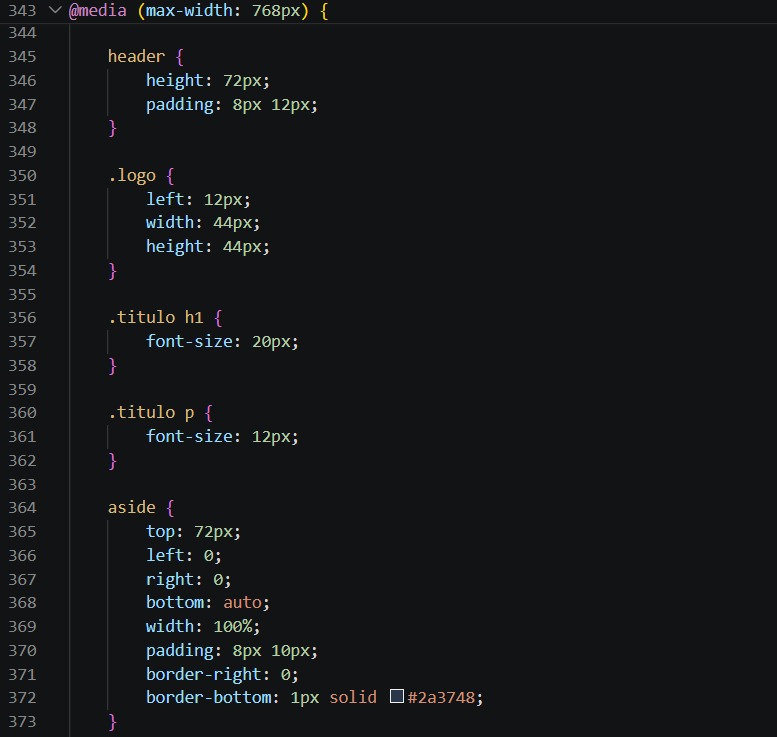 343 @media (max-width: 768px) {
344
345 header {
346 height: 72px;
347 padding: 8px 12px;
348 }
349
350 .logo {
351 left: 12px;
352 width: 44px;
353 height: 44px;
354 }
355
356 .titulo h1 {
357 font-size: 20px;
358 }
359
360 .titulo p {
361 font-size: 12px;
362 }
363
364 aside {
365 top: 72px;
366 left: 0;
367 right: 0;
368 bottom: auto;
369 width: 100%;
370 padding: 8px 10px;
371 border-right: 0;
372 border-bottom: 1px solid #2a3748;
373 }